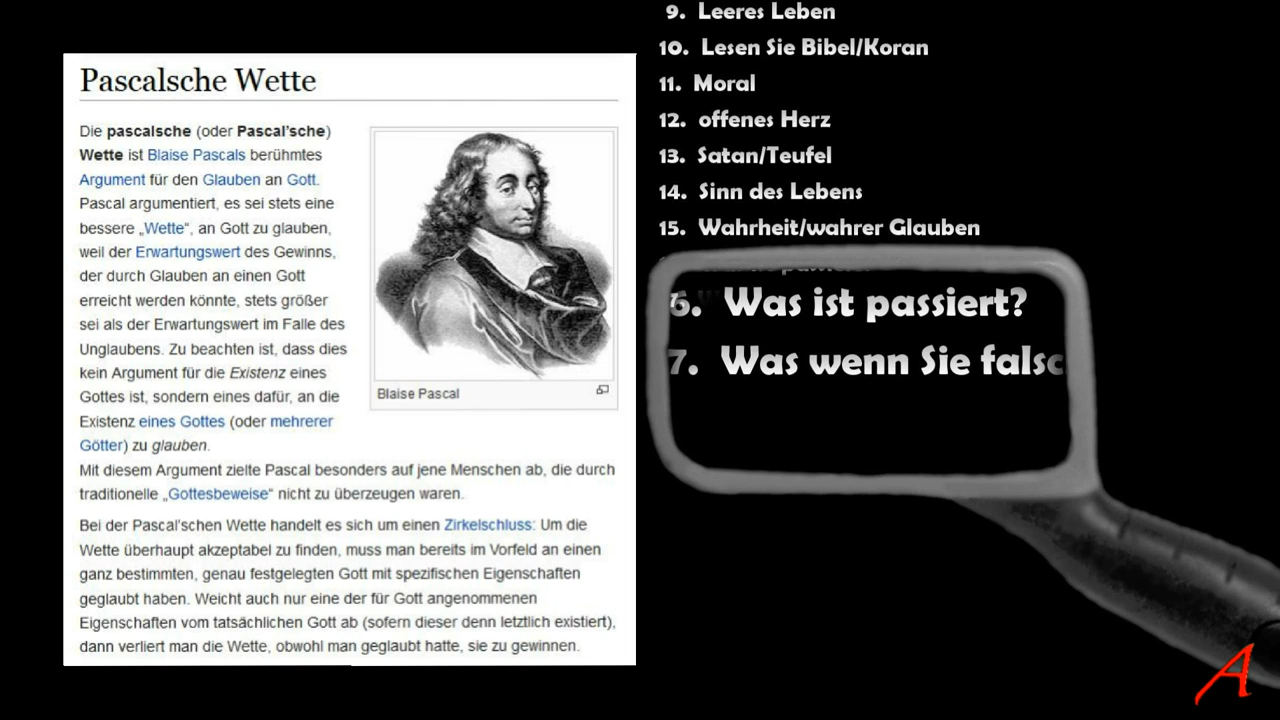 Pascalsche Wette
Die pascalsche (oder Pascal'sche)
Wette ist Blaise Pascals berühmtes
Argument für den Glauben an Gott.
Pascal argumentiert, es sei stets eine
bessere „Wette“, an Gott zu glauben,
weil der Erwartungswert des Gewinns,
der durch Glauben an einen Gott
erreicht werden könnte, stets größer
sei als der Erwartungswert im Falle des
Unglaubens. Zu beachten ist, dass dies
kein Argument für die Existenz eines
Gottes ist, sondern eines dafür, an die
Existenz eines Gottes (oder mehrerer
Götter) zu glauben.
Blaise Pascal
Mit diesem Argument zielte Pascal besonders auf jene Menschen ab, die durch
traditionelle „Gottesbeweise“ nicht zu überzeugen waren.
Bei der Pascal'schen Wette handelt es sich um einen Zirkelschluss: Um die
Wette überhaupt akzeptabel zu finden, muss man bereits im Vorfeld an einen
ganz bestimmten, genau festgelegten Gott mit spezifischen Eigenschaften
geglaubt haben. Weicht auch nur eine der für Gott angenommenen
Eigenschaften vom tatsächlichen Gott ab (sofern dieser denn letztlich existiert),
dann verliert man die Wette, obwohl man geglaubt hatte, sie zu gewinnen.
9. Leeres Leben
10. Lesen Sie Bibel/Koran
11. Moral
12. offenes Herz
13. Satan/Teufel
14. Sinn des Lebens
15. Wahrheit/wahrer Glauben
6. Was ist passiert?
7. Was wenn Sie falsc
A